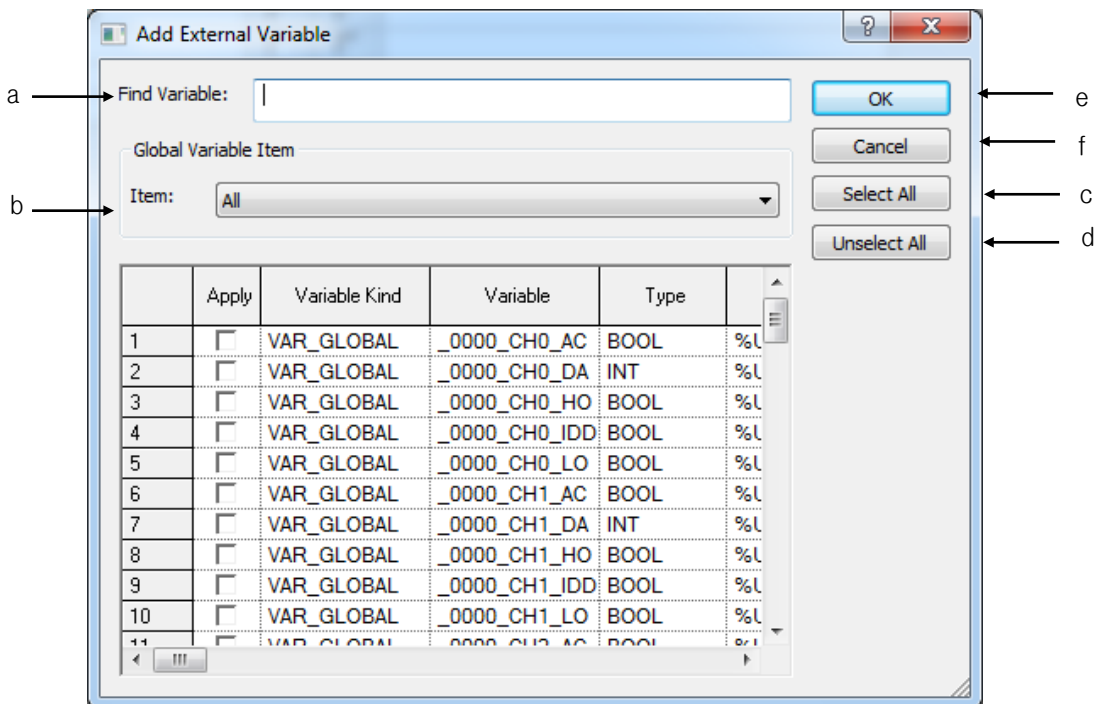 Add External Variable
a Find Variable: OK e
Cancel f
Global Variable Item
b Item: All Select All c
Unselect All d
Apply Variable Kind Variable Type
1 VAR_GLOBAL _0000_CH0_AC BOOL
2 VAR_GLOBAL _0000_CH0_DA INT
3 VAR_GLOBAL _0000_CH0_HO BOOL
4 VAR_GLOBAL _0000_CH0_IDD BOOL
5 VAR_GLOBAL _0000_CH0_LO BOOL
6 VAR_GLOBAL _0000_CH1_AC BOOL
7 VAR_GLOBAL _0000_CH1_DA INT
8 VAR_GLOBAL _0000_CH1_HO BOOL
9 VAR_GLOBAL _0000_CH1_IDD BOOL
10 VAR_GLOBAL _0000_CH1_LO BOOL